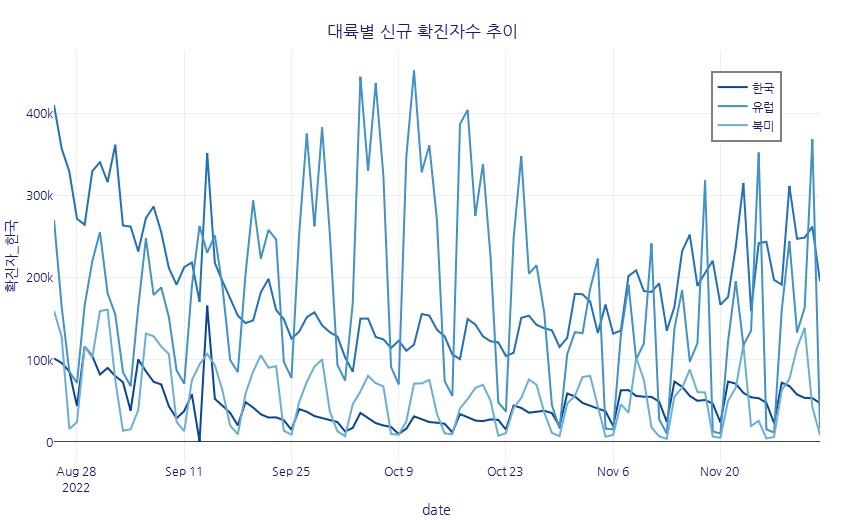 대륙별 신규 확진자수 추이
한국
유럽
북미
400k
300k
200k
100k
0
확진자_한국
Aug 28
2022
Sep 11
Sep 25
Oct 9
Oct 23
Nov 6
Nov 20
date